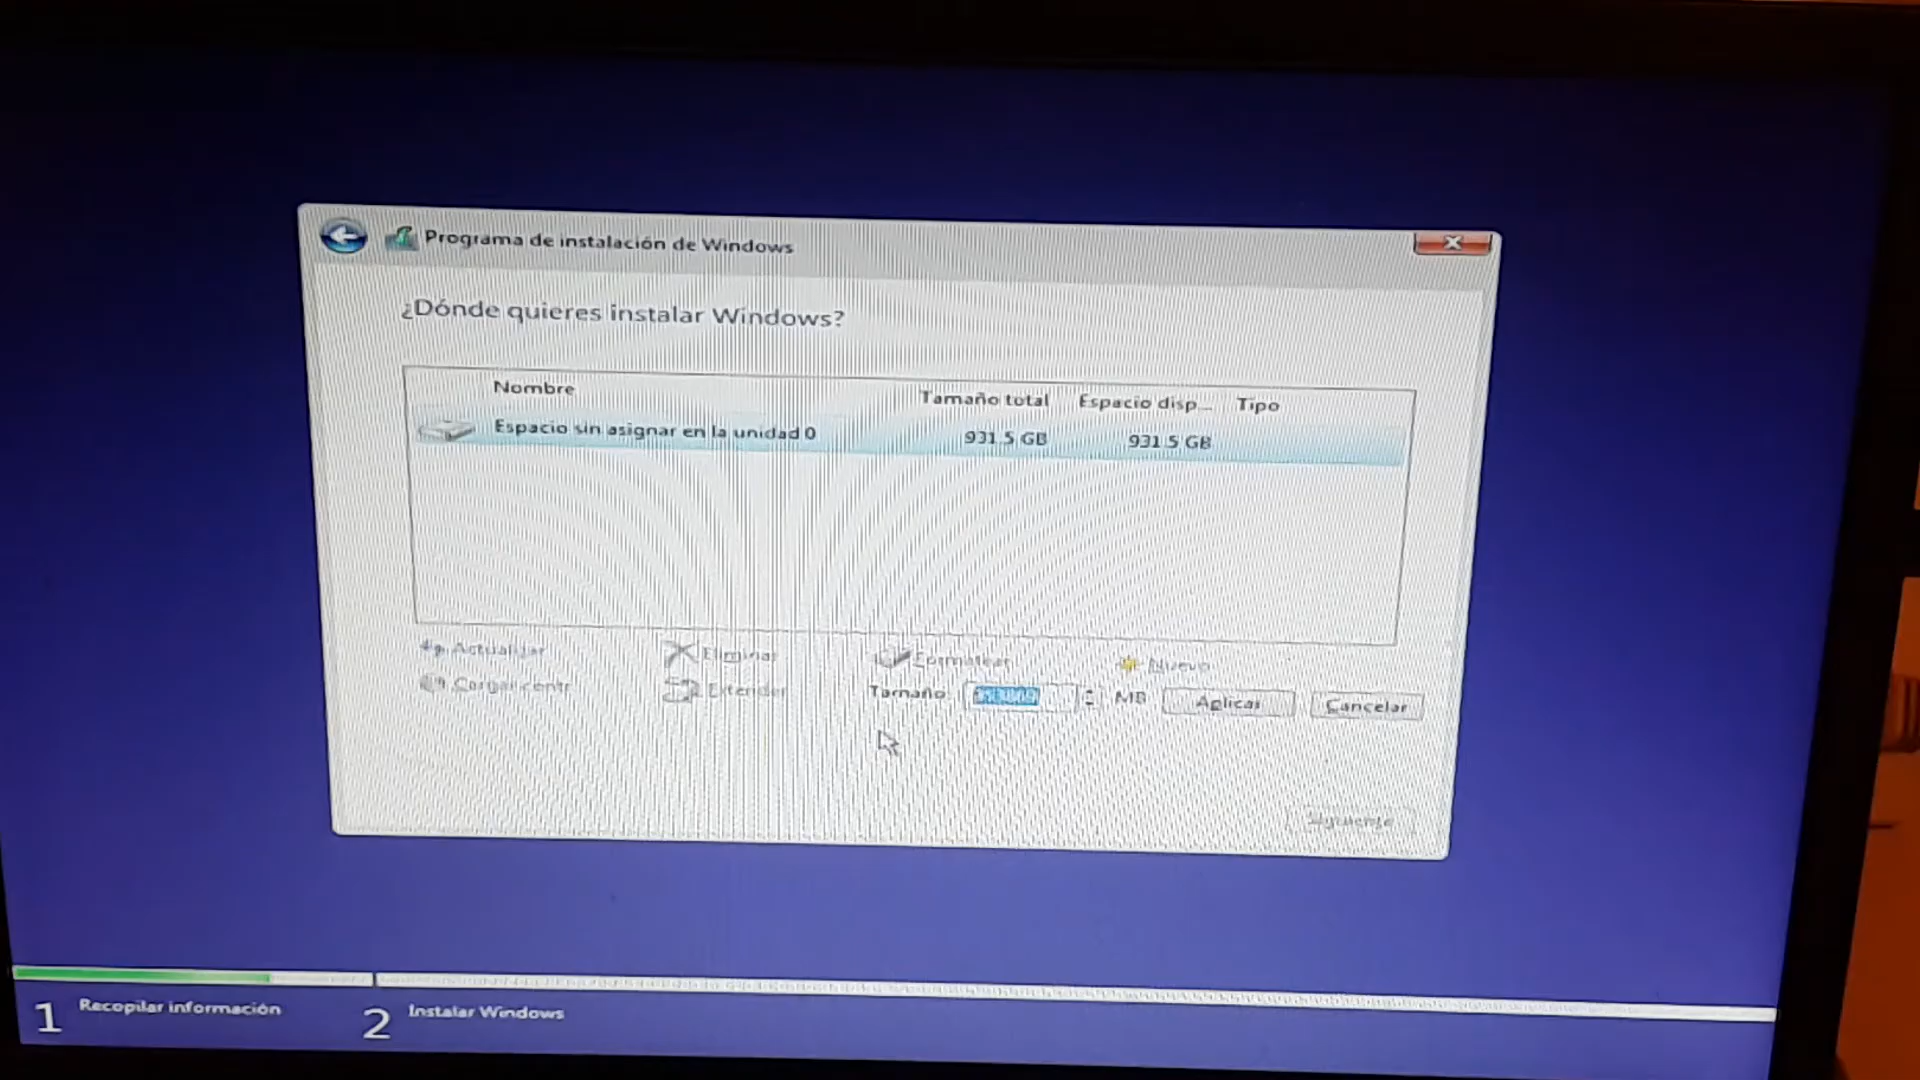 Programa de instalación de Windows
¿Dónde quieres instalar Windows?
Nombre Tamaño total Espacio disp... Tipo
Espacio sin asignar en la unidad 0 931.5 GB 931.5 GB
Actualizar Eliminar Formatear Nuevo
Cargar contr. Extender Tamaño MB Aplicar Cancelar
Siguiente
1 Recopilar información 2 Instalar Windows